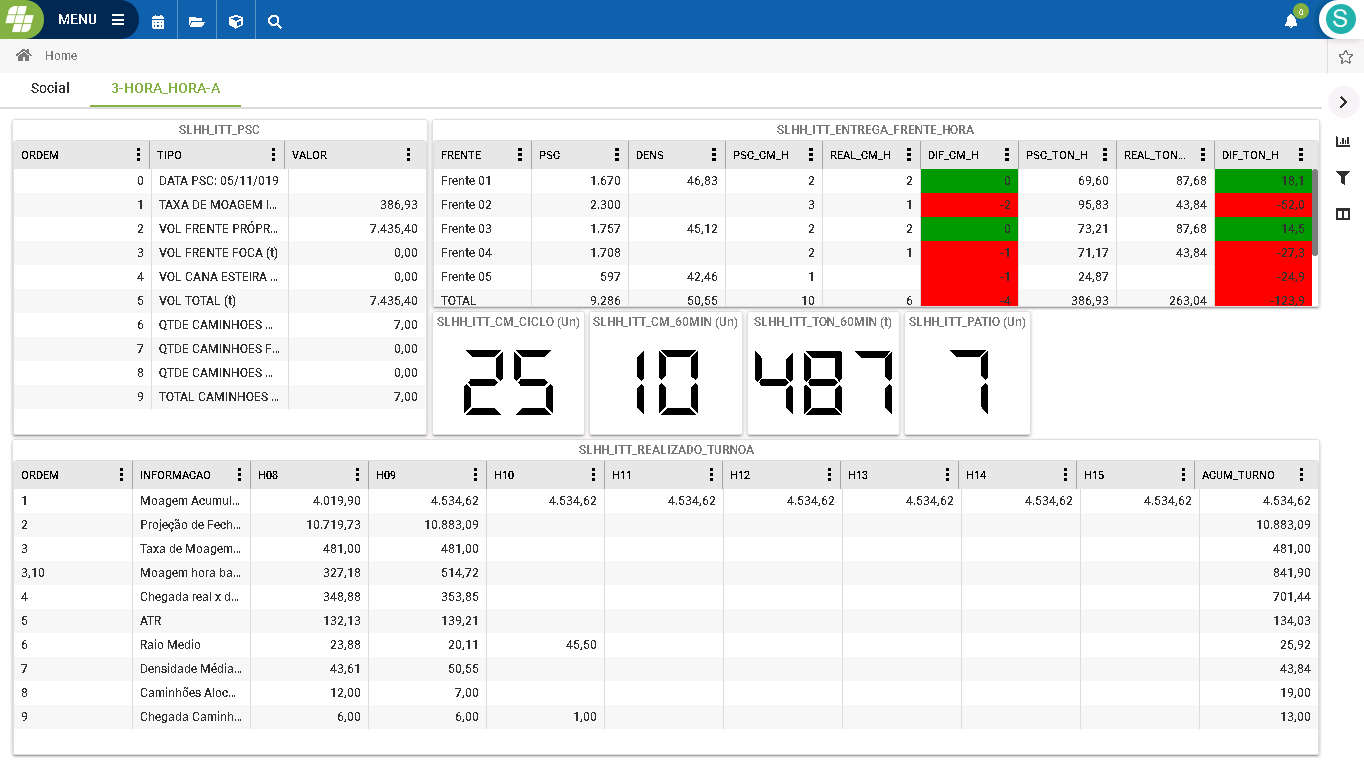 MENU
0
S
Home
Social 3-HORA_HORA-A
SLHH_ITT_PSC
ORDEM TIPO VALOR
0 DATA PSC: 05/11/019
1 TAXA DE MOAGEM I... 386,93
2 VOL FRENTE PRÓPR... 7.435,40
3 VOL FRENTE FOCA (t) 0,00
4 VOL CANA ESTEIRA ... 0,00
5 VOL TOTAL (t) 7.435,40
6 QTDE CAMINHOES ... 7,00
7 QTDE CAMINHOES F... 0,00
8 QTDE CAMINHOES ... 0,00
9 TOTAL CAMINHOES ... 7,00
SLHH_ITT_ENTREGA_FRENTE_HORA
FRENTE PSC DENS PSC_CM_H REAL_CM_H DIF_CM_H PSC_TON_H REAL_TON... DIF_TON_H
Frente 01 1.670 46,83 2 2 0 69,60 87,68 18,1
Frente 02 2.300 3 1 -2 95,83 43,84 -52,0
Frente 03 1.757 45,12 2 2 0 73,21 87,68 14,5
Frente 04 1.708 2 1 -1 71,17 43,84 -27,3
Frente 05 597 42,46 1 -1 24,87 -24,9
TOTAL 9.286 50,55 10 6 -4 386,93 263,04 -123,9
SLHH_ITT_CM_CICLO (Un) SLHH_ITT_CM_60MIN (Un) SLHH_ITT_TON_60MIN (t) SLHH_ITT_PATIO (Un)
25 10 487 7
SLHH_ITT_REALIZADO_TURNOA
ORDEM INFORMACAO H08 H09 H10 H11 H12 H13 H14 H15 ACUM_TURNO
1 Moagem Acumul... 4.019,90 4.534,62 4.534,62 4.534,62 4.534,62 4.534,62 4.534,62 4.534,62 4.534,62
2 Projeção de Fech... 10.719,73 10.883,09 10.883,09
3 Taxa de Moagem... 481,00 481,00 481,00
3,10 Moagem hora ba... 327,18 514,72 841,90
4 Chegada real x d... 348,88 353,85 701,44
5 ATR 132,13 139,21 134,03
6 Raio Medio 23,88 20,11 45,50 25,92
7 Densidade Média... 43,61 50,55 43,84
8 Caminhões Aloc... 12,00 7,00 19,00
9 Chegada Caminh... 6,00 6,00 1,00 13,00